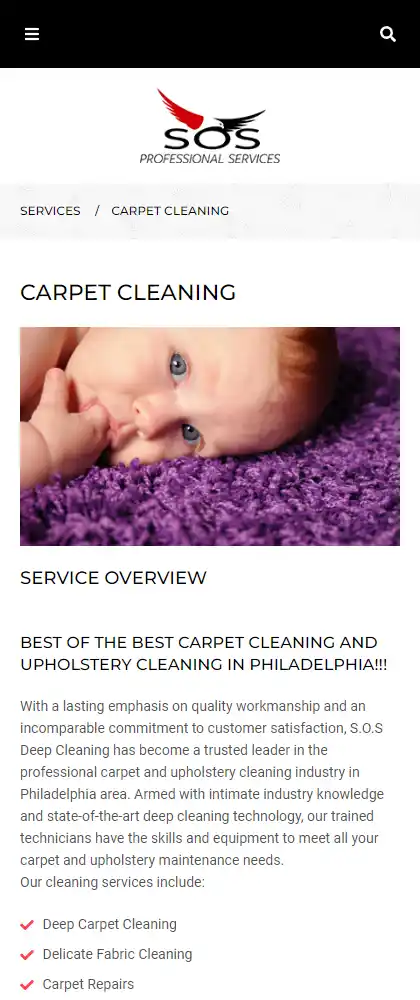 SOS
PROFESSIONAL SERVICES
SERVICES / CARPET CLEANING
CARPET CLEANING
SERVICE OVERVIEW
BEST OF THE BEST CARPET CLEANING AND
UPHOLSTERY CLEANING IN PHILADELPHIA!!!
With a lasting emphasis on quality workmanship and an
incomparable commitment to customer satisfaction, S.O.S
Deep Cleaning has become a trusted leader in the
professional carpet and upholstery cleaning industry in
Philadelphia area. Armed with intimate industry knowledge
and state-of-the-art deep cleaning technology, our trained
technicians have the skills and equipment to meet all your
carpet and upholstery maintenance needs.
Our cleaning services include:
Deep Carpet Cleaning
Delicate Fabric Cleaning
Carpet Repairs